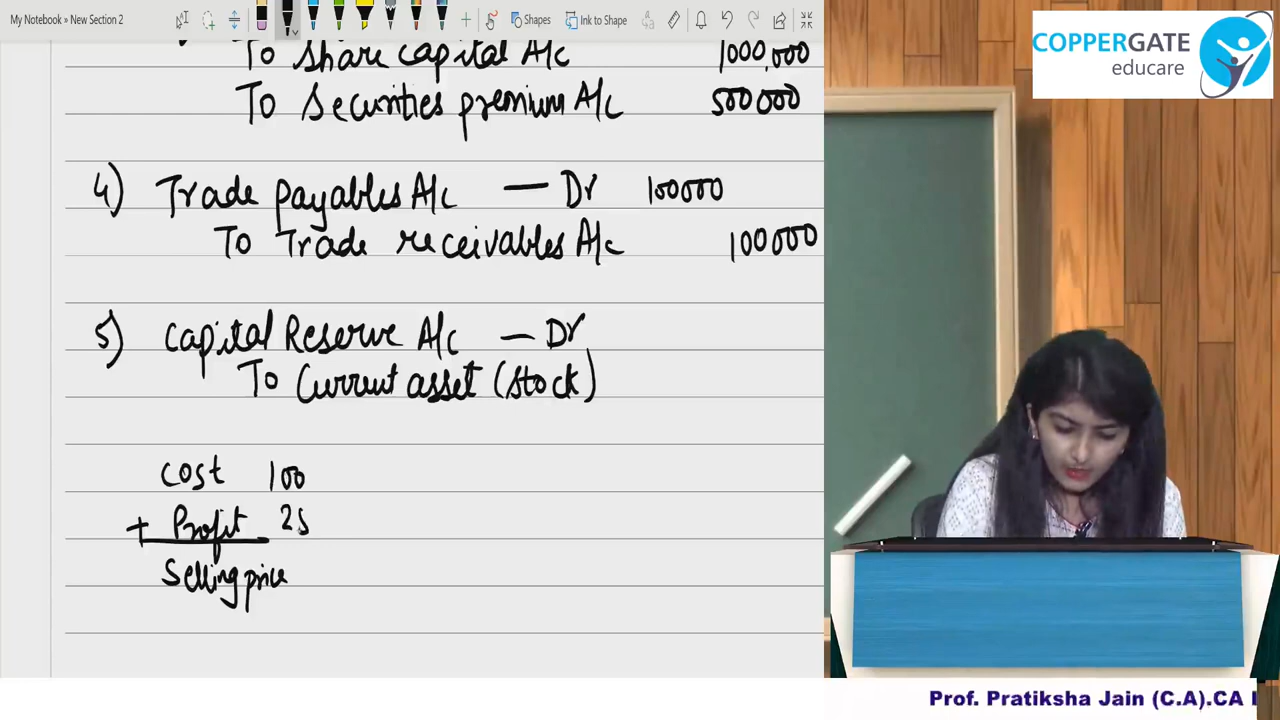 My Notebook » New Section 2
Shapes
Ink to Shape
COPPERGATE
educare
To Share capital A/c 1000,000
To Securities premium A/c 500000
4) Trade payables A/c — Dr 100000
To Trade receivables A/c 100000
5) Capital Reserve A/c — Dr
To Current asset (stock)
Cost 100
+ Profit 25
Selling price
Prof. Pratiksha Jain (C.A).CA I